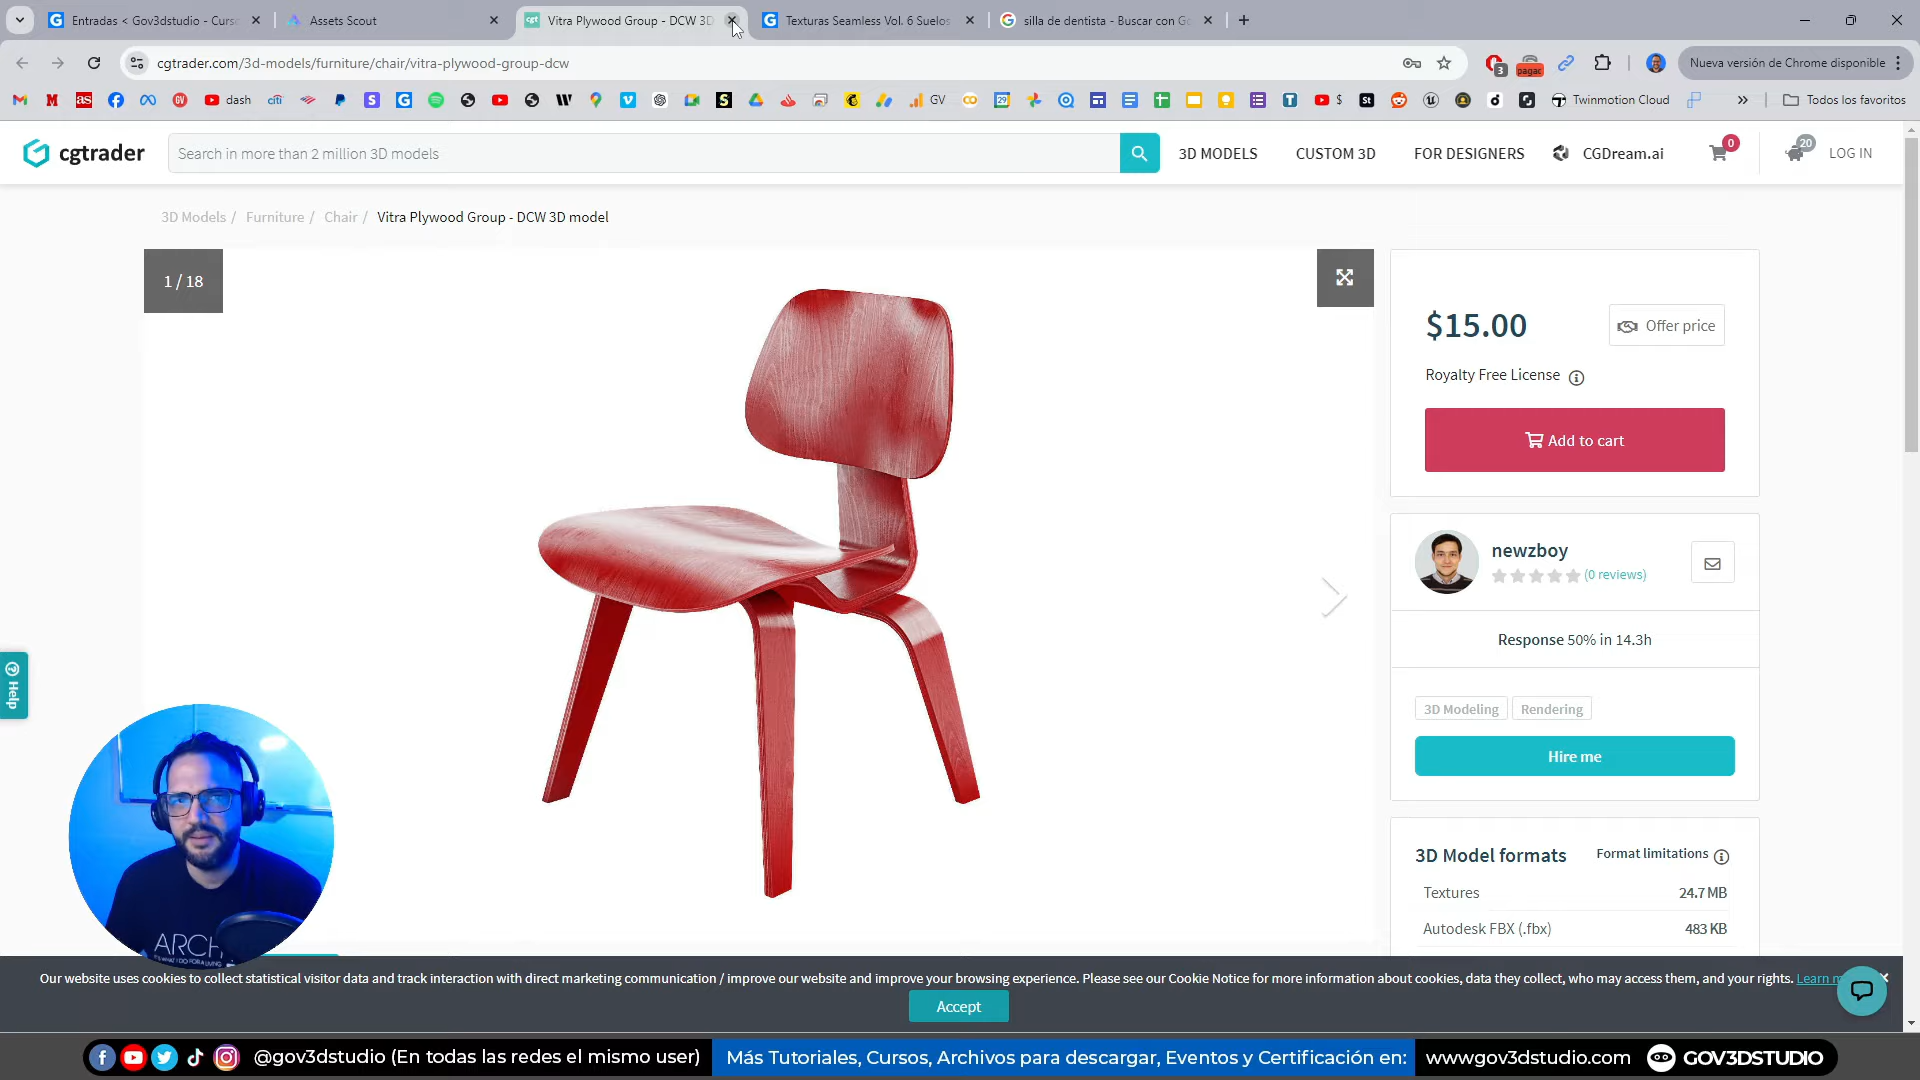 Entradas < Gov3dstudio - Curso
Assets Scout
Vitra Plywood Group - DCW 3D
Texturas Seamless Vol. 6 Suelos
silla de dentista - Buscar con Go
cgtrader.com/3d-models/furniture/chair/vitra-plywood-group-dcw
3
pagac
Nueva versión de Chrome disponible
dash
citi
GV
$
Twinmotion Cloud
Todos los favoritos
cgtrader
Search in more than 2 million 3D models
3D MODELS
CUSTOM 3D
FOR DESIGNERS
CGDream.ai
0
20
LOG IN
3D Models / Furniture / Chair / Vitra Plywood Group - DCW 3D model
1 / 18
$15.00
Offer price
Royalty Free License
Add to cart
newzboy
(0 reviews)
Response 50% in 14.3h
3D Modeling
Rendering
Hire me
Help
3D Model formats
Format limitations
Textures
24.7 MB
Autodesk FBX (.fbx)
483 KB
Our website uses cookies to collect statistical visitor data and track interaction with direct marketing communication / improve our website and improve your browsing experience. Please see our Cookie Notice for more information about cookies, data they collect, who may access them, and your rights. Learn
Accept
@gov3dstudio (En todas las redes el mismo user)
Más Tutoriales, Cursos, Archivos para descargar, Eventos y Certificación en:
www.gov3dstudio.com
GOV3DSTUDIO